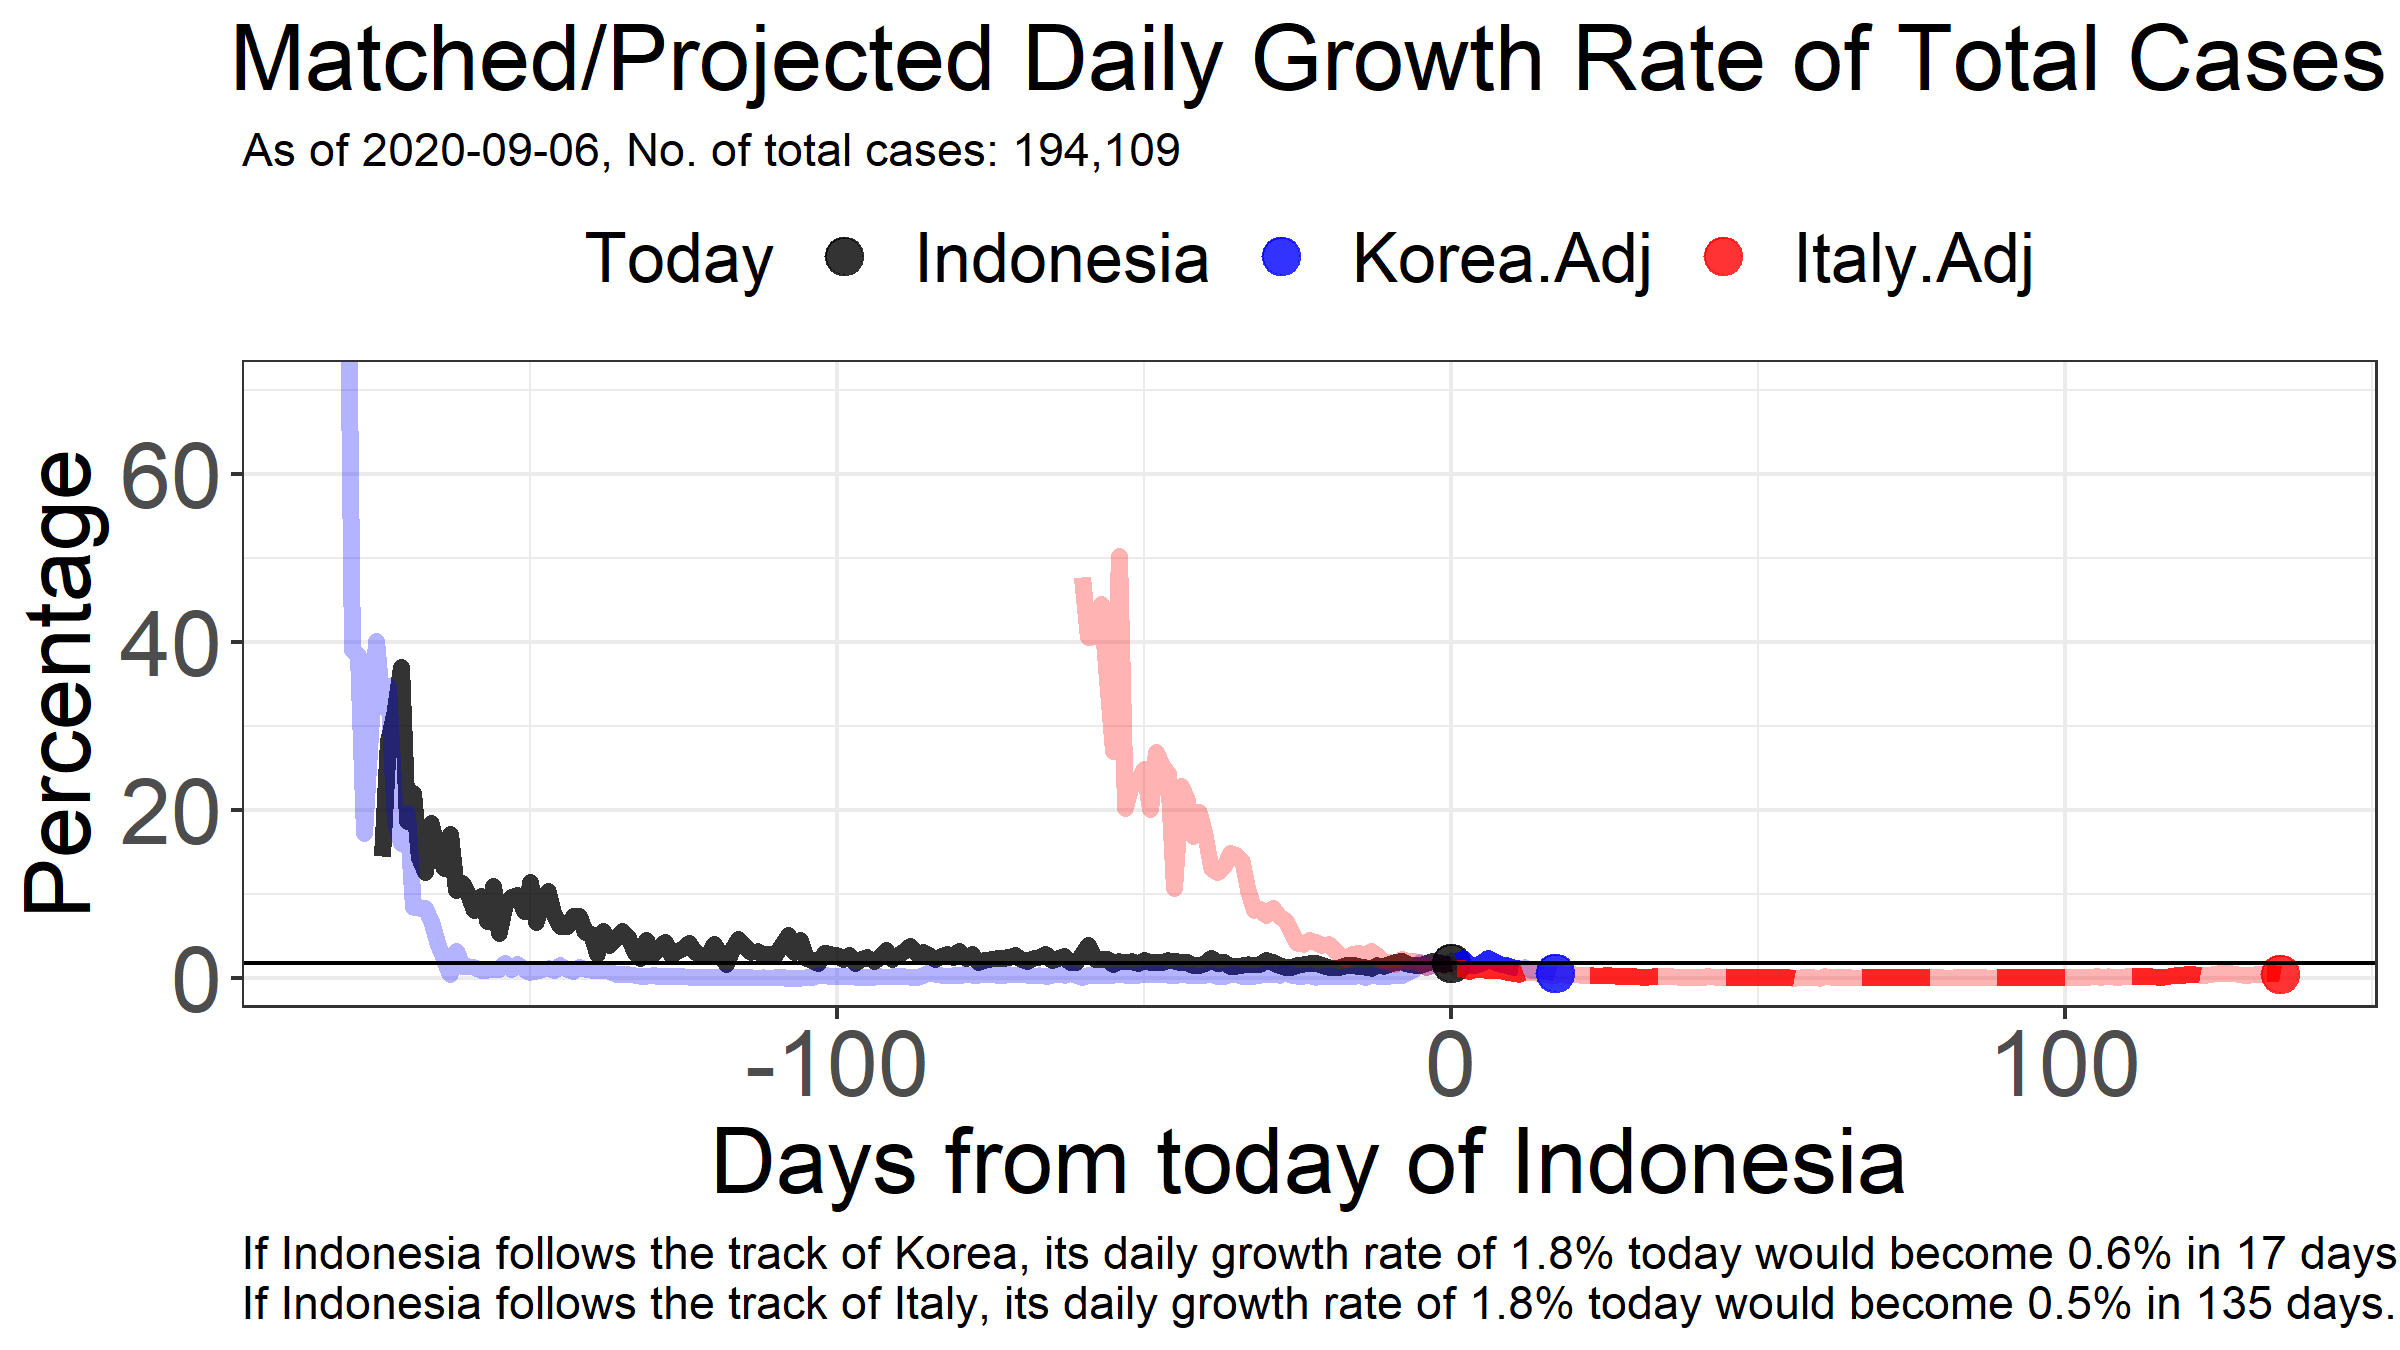 Matched/Projected Daily Growth Rate of Total Cases
As of 2020-09-06, No. of total cases: 194,109
Today Indonesia Korea.Adj Italy.Adj
Percentage
60
40
20
0
-100 0 100
Days from today of Indonesia
If Indonesia follows the track of Korea, its daily growth rate of 1.8% today would become 0.6% in 17 days
If Indonesia follows the track of Italy, its daily growth rate of 1.8% today would become 0.5% in 135 days.